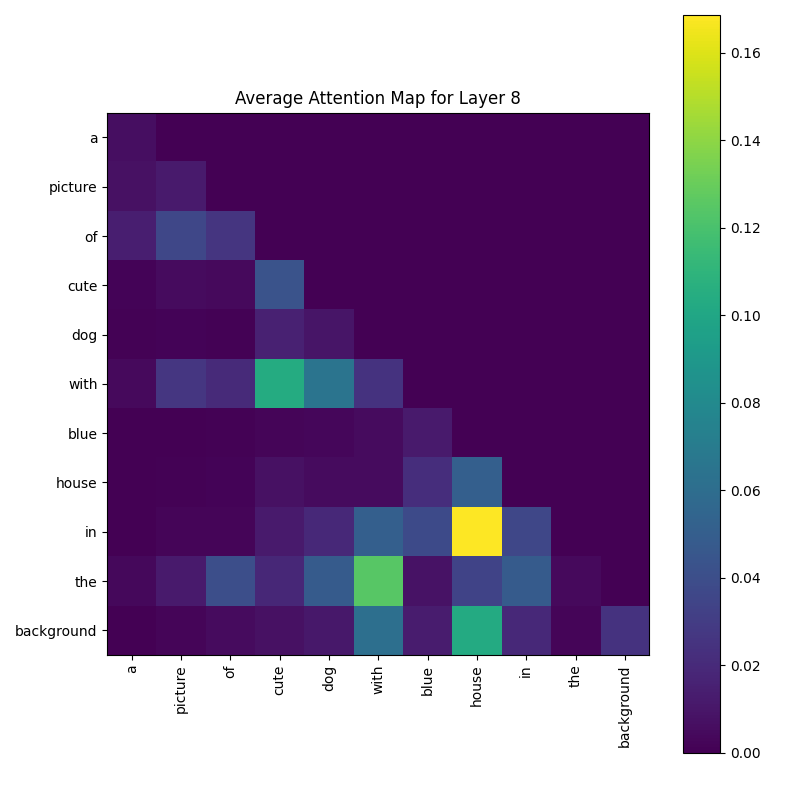 Average Attention Map for Layer 8
a
picture
of
cute
dog
with
blue
house
in
the
background
a
picture
of
cute
dog
with
blue
house
in
the
background
0.16
0.14
0.12
0.10
0.08
0.06
0.04
0.02
0.00